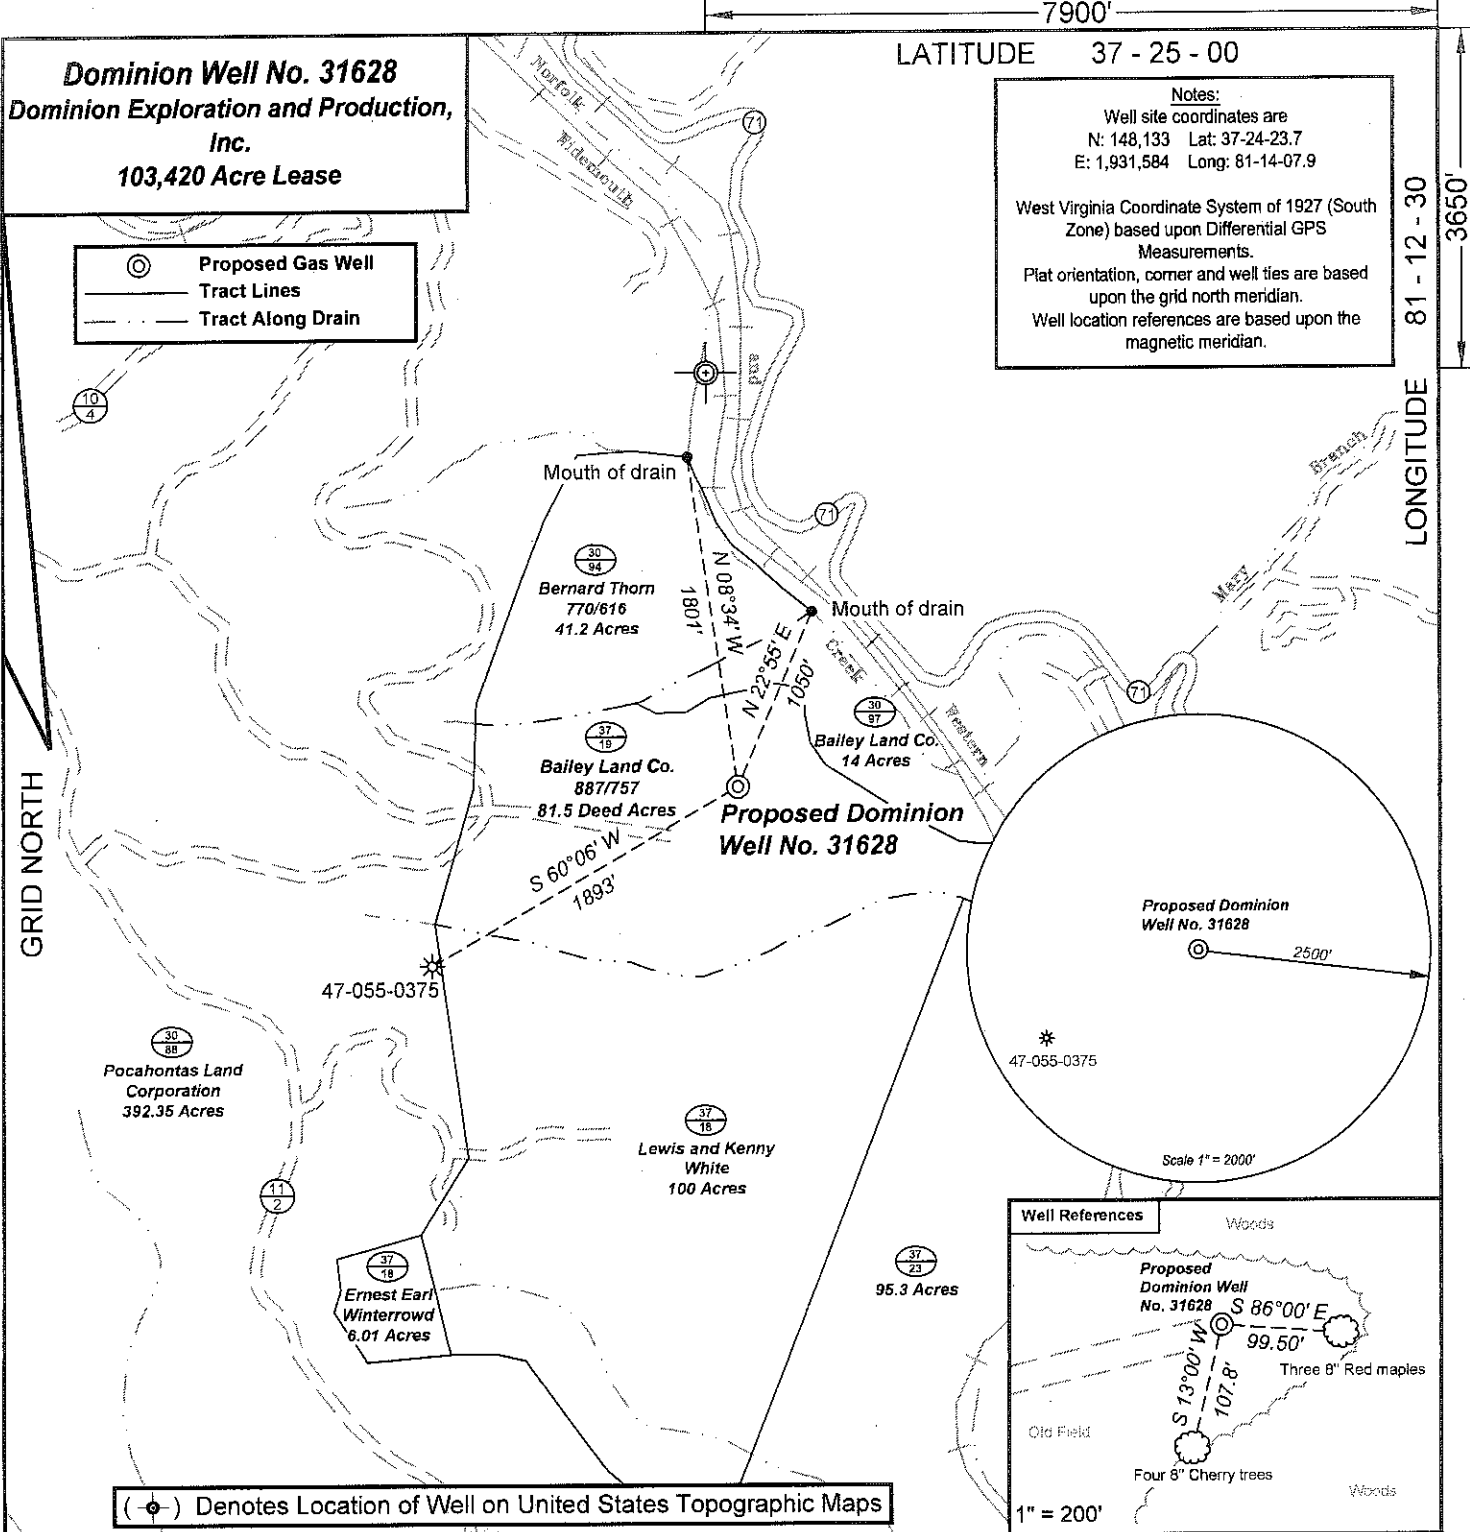 7900'
LATITUDE 37 - 25 - 00
Dominion Well No. 31628
Dominion Exploration and Production,
Inc.
103,420 Acre Lease
Notes:
Well site coordinates are
N: 148,133 Lat: 37-24-23.7
E: 1,931,584 Long: 81-14-07.9
West Virginia Coordinate System of 1927 (South
Zone) based upon Differential GPS
Measurements.
Plat orientation, corner and well ties are based
upon the grid north meridian.
Well location references are based upon the
magnetic meridian.
3650'
LONGITUDE 81 - 12 - 30
Proposed Gas Well
Tract Lines
Tract Along Drain
Norfolk
Widemouth
71
and
10
4
Mouth of drain
71
Branch
Mary
30
94
Bernard Thorn
770/616
41.2 Acres
N 08°34' W
1801'
Mouth of drain
N 22°55' E
1050'
Creek
Western
71
30
97
Bailey Land Co.
14 Acres
37
19
Bailey Land Co.
887/757
81.5 Deed Acres
Proposed Dominion
Well No. 31628
GRID NORTH
S 60°06' W
1893'
47-055-0375
Proposed Dominion
Well No. 31628
2500'
47-055-0375
Scale 1" = 2000'
30
88
Pocahontas Land
Corporation
392.35 Acres
37
18
Lewis and Kenny
White
100 Acres
11
2
37
18
Ernest Earl
Winterrowd
6.01 Acres
37
23
95.3 Acres
Well References
Woods
Proposed
Dominion Well
No. 31628
S 86°00' E
99.50'
Three 8" Red maples
S 13°00' W
107.8'
Old Field
Four 8" Cherry trees
Woods
1" = 200'
( ) Denotes Location of Well on United States Topographic Maps